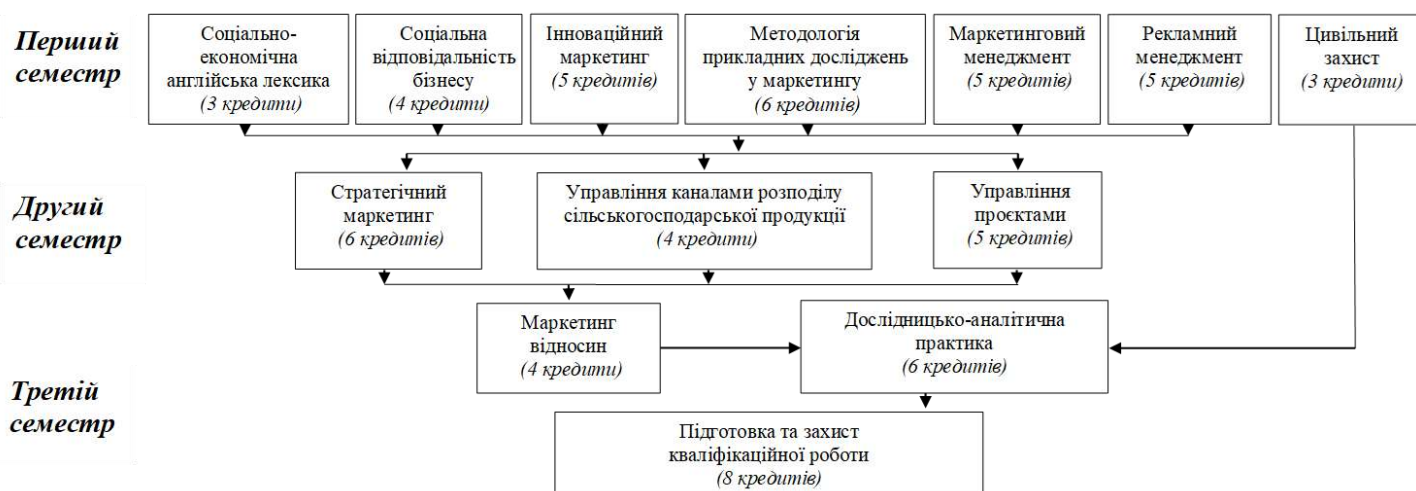 Перший
семестр
Соціально-
економічна
англійська лексика
(3 кредити)
Соціальна
відповідальність
бізнесу
(4 кредити)
Інноваційний
маркетинг
(5 кредитів)
Методологія
прикладних досліджень
у маркетингу
(6 кредитів)
Маркетинговий
менеджмент
(5 кредитів)
Рекламний
менеджмент
(5 кредитів)
Цивільний
захист
(3 кредити)
Другий
семестр
Стратегічний
маркетинг
(6 кредитів)
Управління каналами розподілу
сільськогосподарської продукції
(4 кредити)
Управління
проєктами
(5 кредитів)
Третій
семестр
Маркетинг
відносин
(4 кредити)
Дослідницько-аналітична
практика
(6 кредитів)
Підготовка та захист
кваліфікаційної роботи
(8 кредитів)